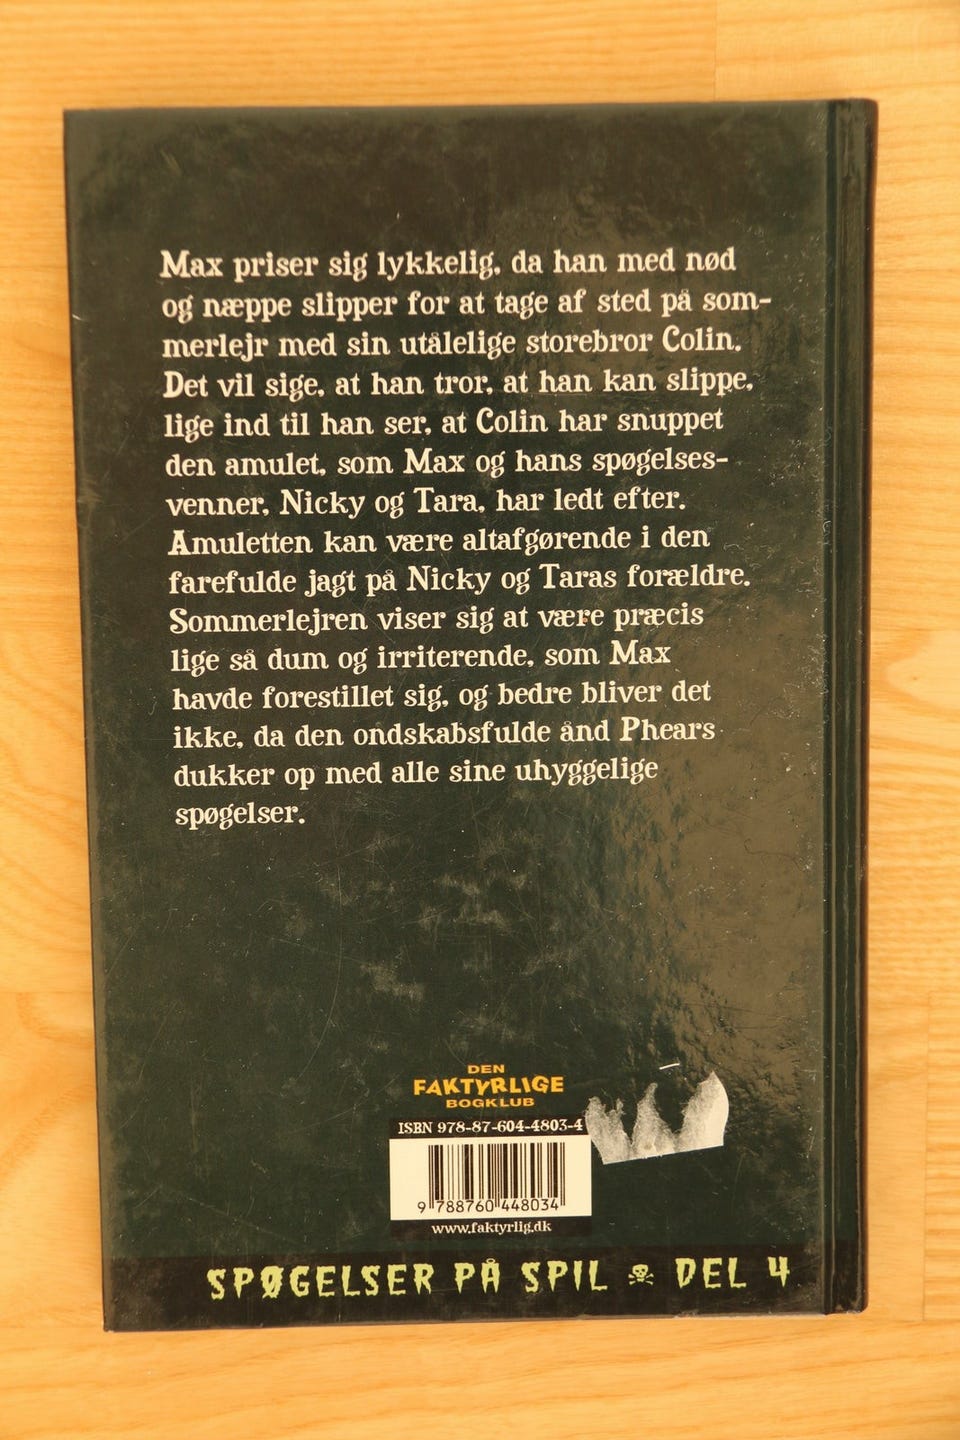 Max priser sig lykkelig, da han med nød
og næppe slipper for at tage af sted på som-
merlejr med sin utålelige storebror Colin.
Det vil sige, at han tror, at han kan slippe,
lige ind til han ser, at Colin har snuppet
den amulet, som Max og hans spøgelses-
venner, Nicky og Tara, har ledt efter.
Amuletten kan være altafgørende i den
farefulde jagt på Nicky og Taras forældre.
Sommerlejren viser sig at være præcis
lige så dum og irriterende, som Max
havde forestillet sig, og bedre bliver det
ikke, da den ondskabsfulde ånd Phears
dukker op med alle sine uhyggelige
spøgelser.
DEN
FAKTYRLIGE
BOGKLUB
ISBN 978-87-604-4803-4
9 788760 448034
www.faktyrlig.dk
SPØGELSER PÅ SPIL DEL 4